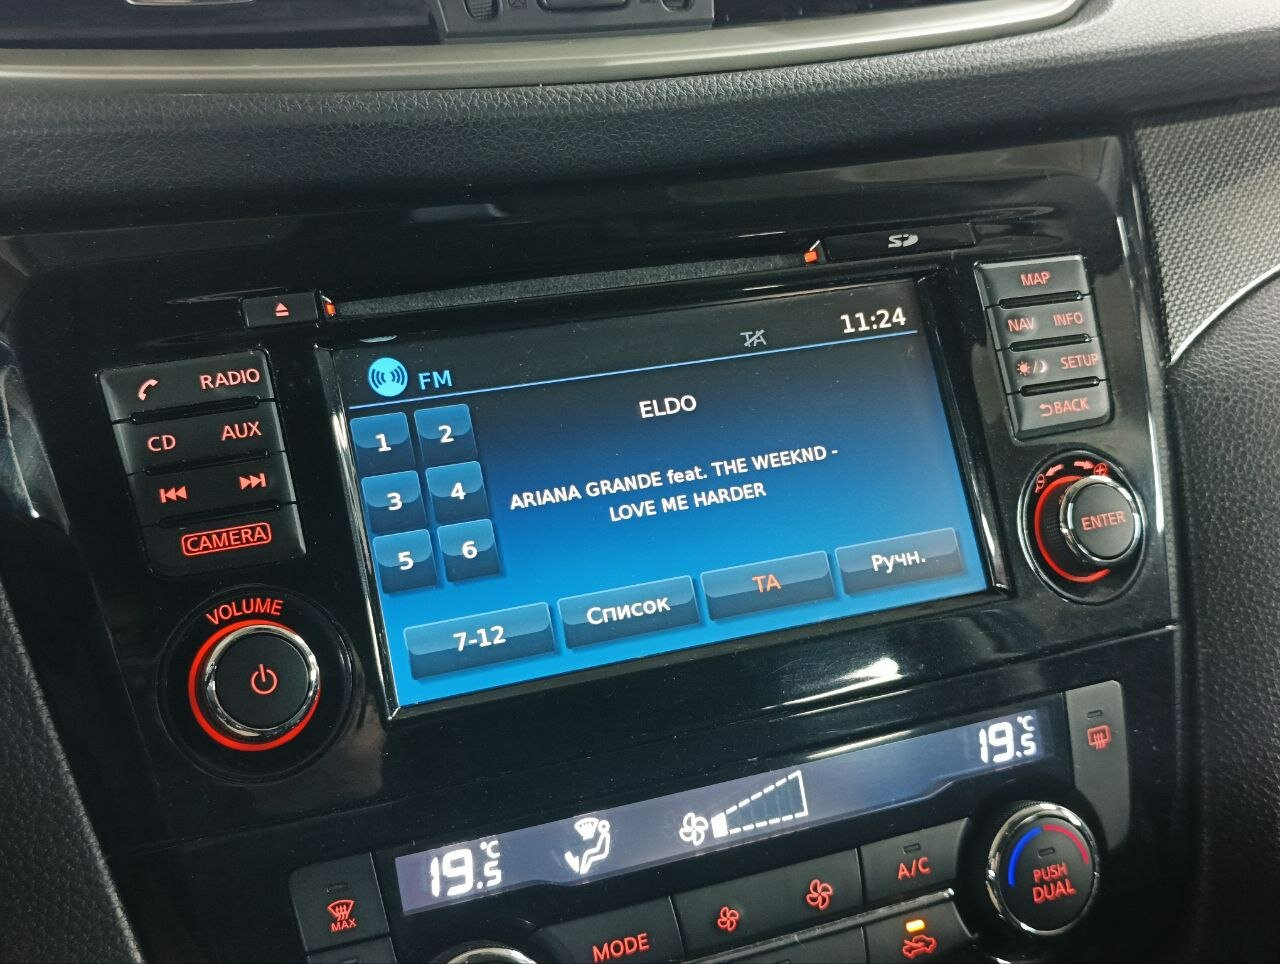 SD
MAP
NAV INFO
SETUP
BACK
ENTER
RADIO
CD AUX
CAMERA
VOLUME
11:24
TA
FM
ELDO
1 2
3 4
5 6
ARIANA GRANDE feat. THE WEEKND -
LOVE ME HARDER
7-12 Список TA Ручн.
19.5 °C
19.5 °C
MAX
MODE
A/C
PUSH
DUAL